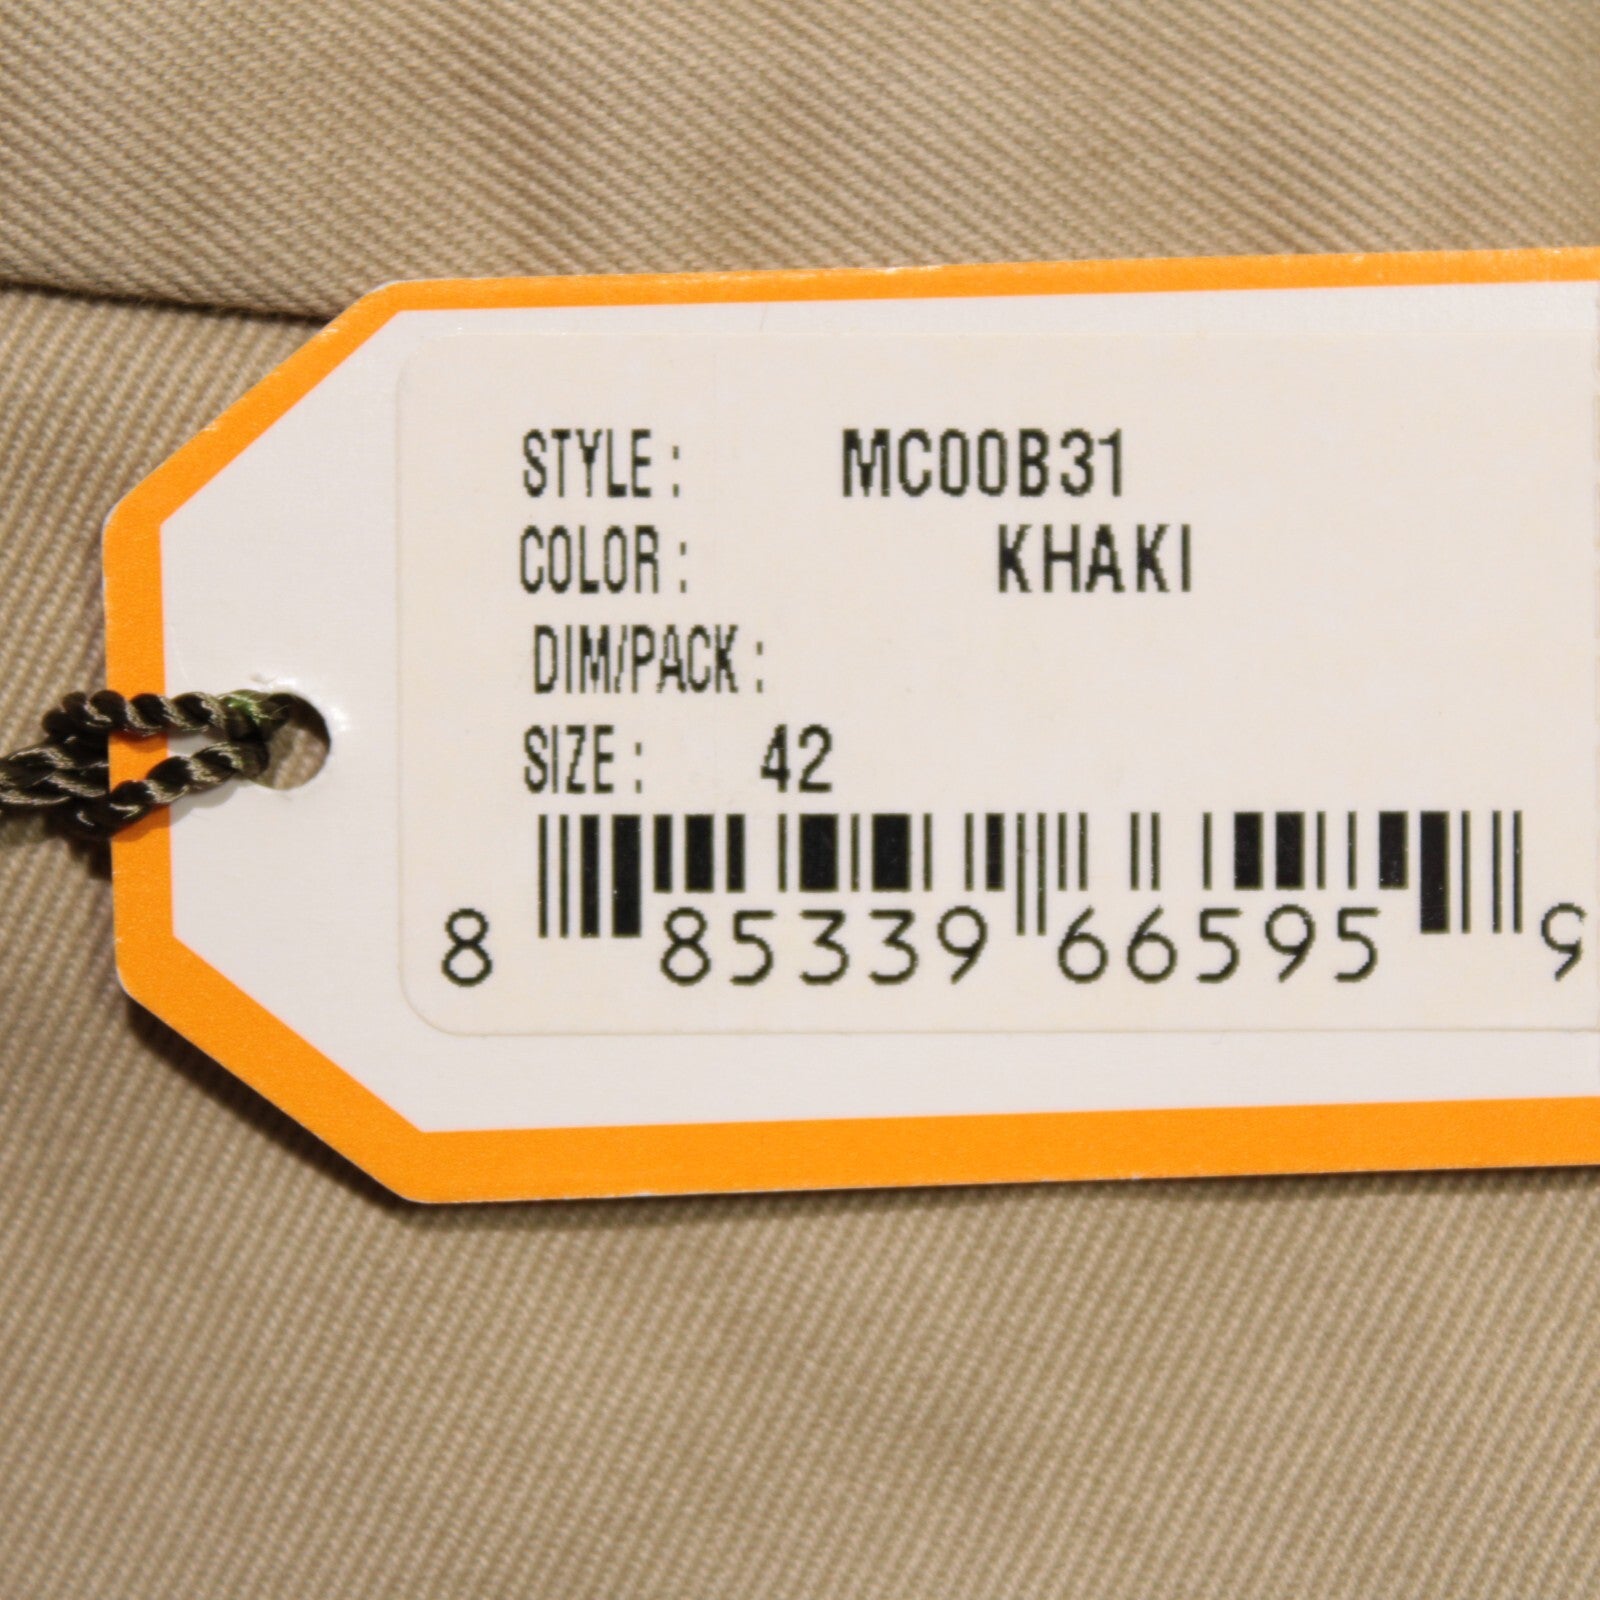 STYLE : MC00B31
COLOR : KHAKI
DIM/PACK :
SIZE : 42
8 85339 66595 9